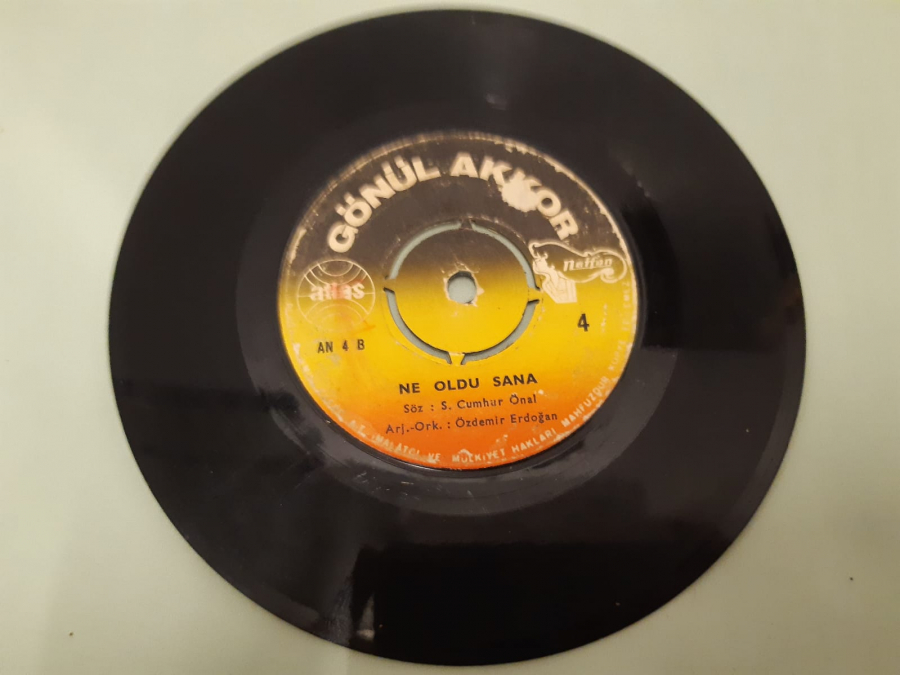 GÖNÜL AKKOR
atlas
Neffan
AN 4 B
4
NE OLDU SANA
Söz : S. Cumhur Önal
Arj.-Ork. : Özdemir Erdoğan
İMALATÇI VE MÜLKİYET HAKLARI MAHFUZDUR